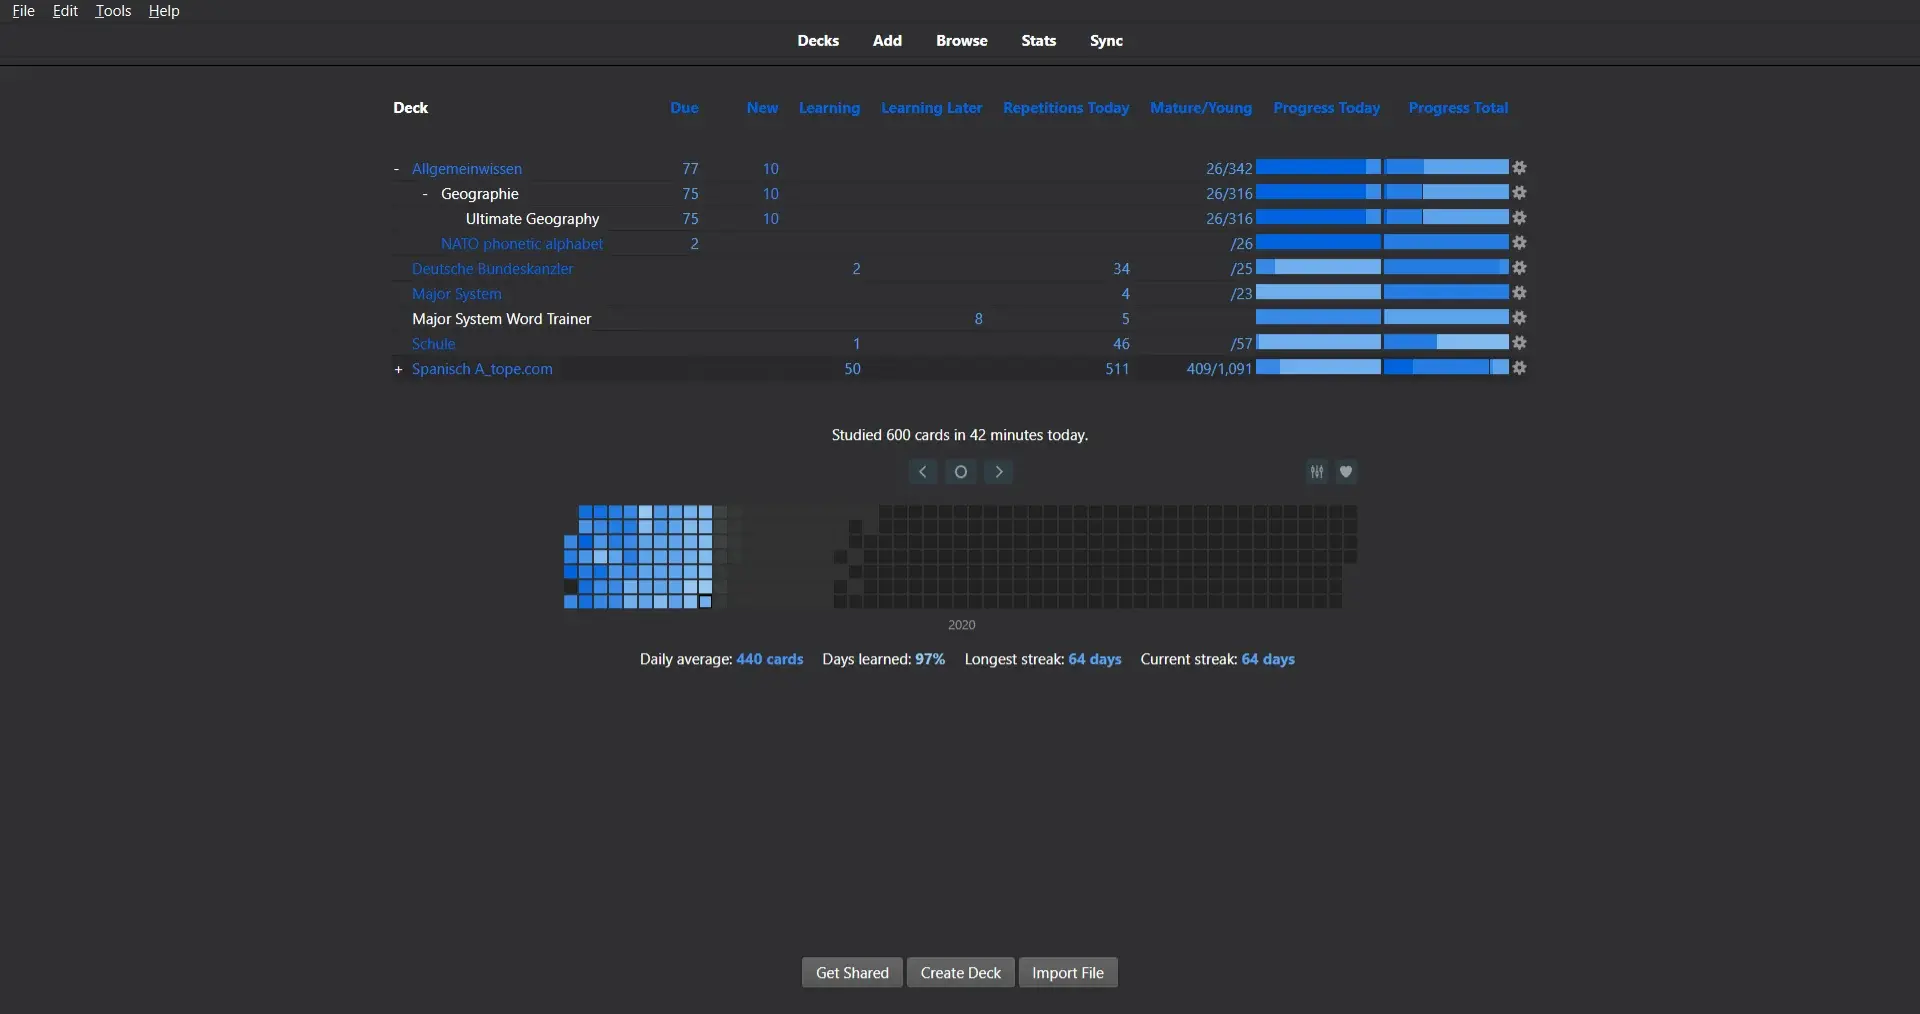 File Edit Tools Help
Decks Add Browse Stats Sync
Deck Due New Learning Learning Later Repetitions Today Mature/Young Progress Today Progress Total
- Allgemeinwissen 77 10 26/342
- Geographie 75 10 26/316
Ultimate Geography 75 10 26/316
NATO phonetic alphabet 2 /26
Deutsche Bundeskanzler 2 34 /25
Major System 4 /23
Major System Word Trainer 8 5
Schule 1 46 /57
+ Spanisch A_tope.com 50 511 409/1,091
Studied 600 cards in 42 minutes today.
2020
Daily average: 440 cards Days learned: 97% Longest streak: 64 days Current streak: 64 days
Get Shared Create Deck Import File